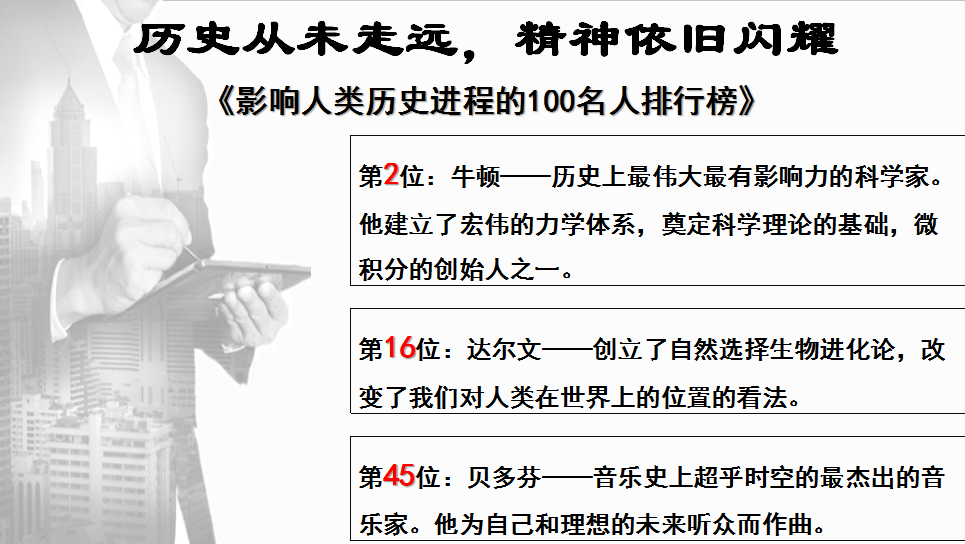 历史从未走远，精神依旧闪耀
《影响人类历史进程的100名人排行榜》
第2位：牛顿——历史上最伟大最有影响力的科学家。
他建立了宏伟的力学体系，奠定科学理论的基础，微
积分的创始人之一。
第16位：达尔文——创立了自然选择生物进化论，改
变了我们对人类在世界上的位置的看法。
第45位：贝多芬——音乐史上超乎时空的最杰出的音
乐家。他为自己和理想的未来听众而作曲。